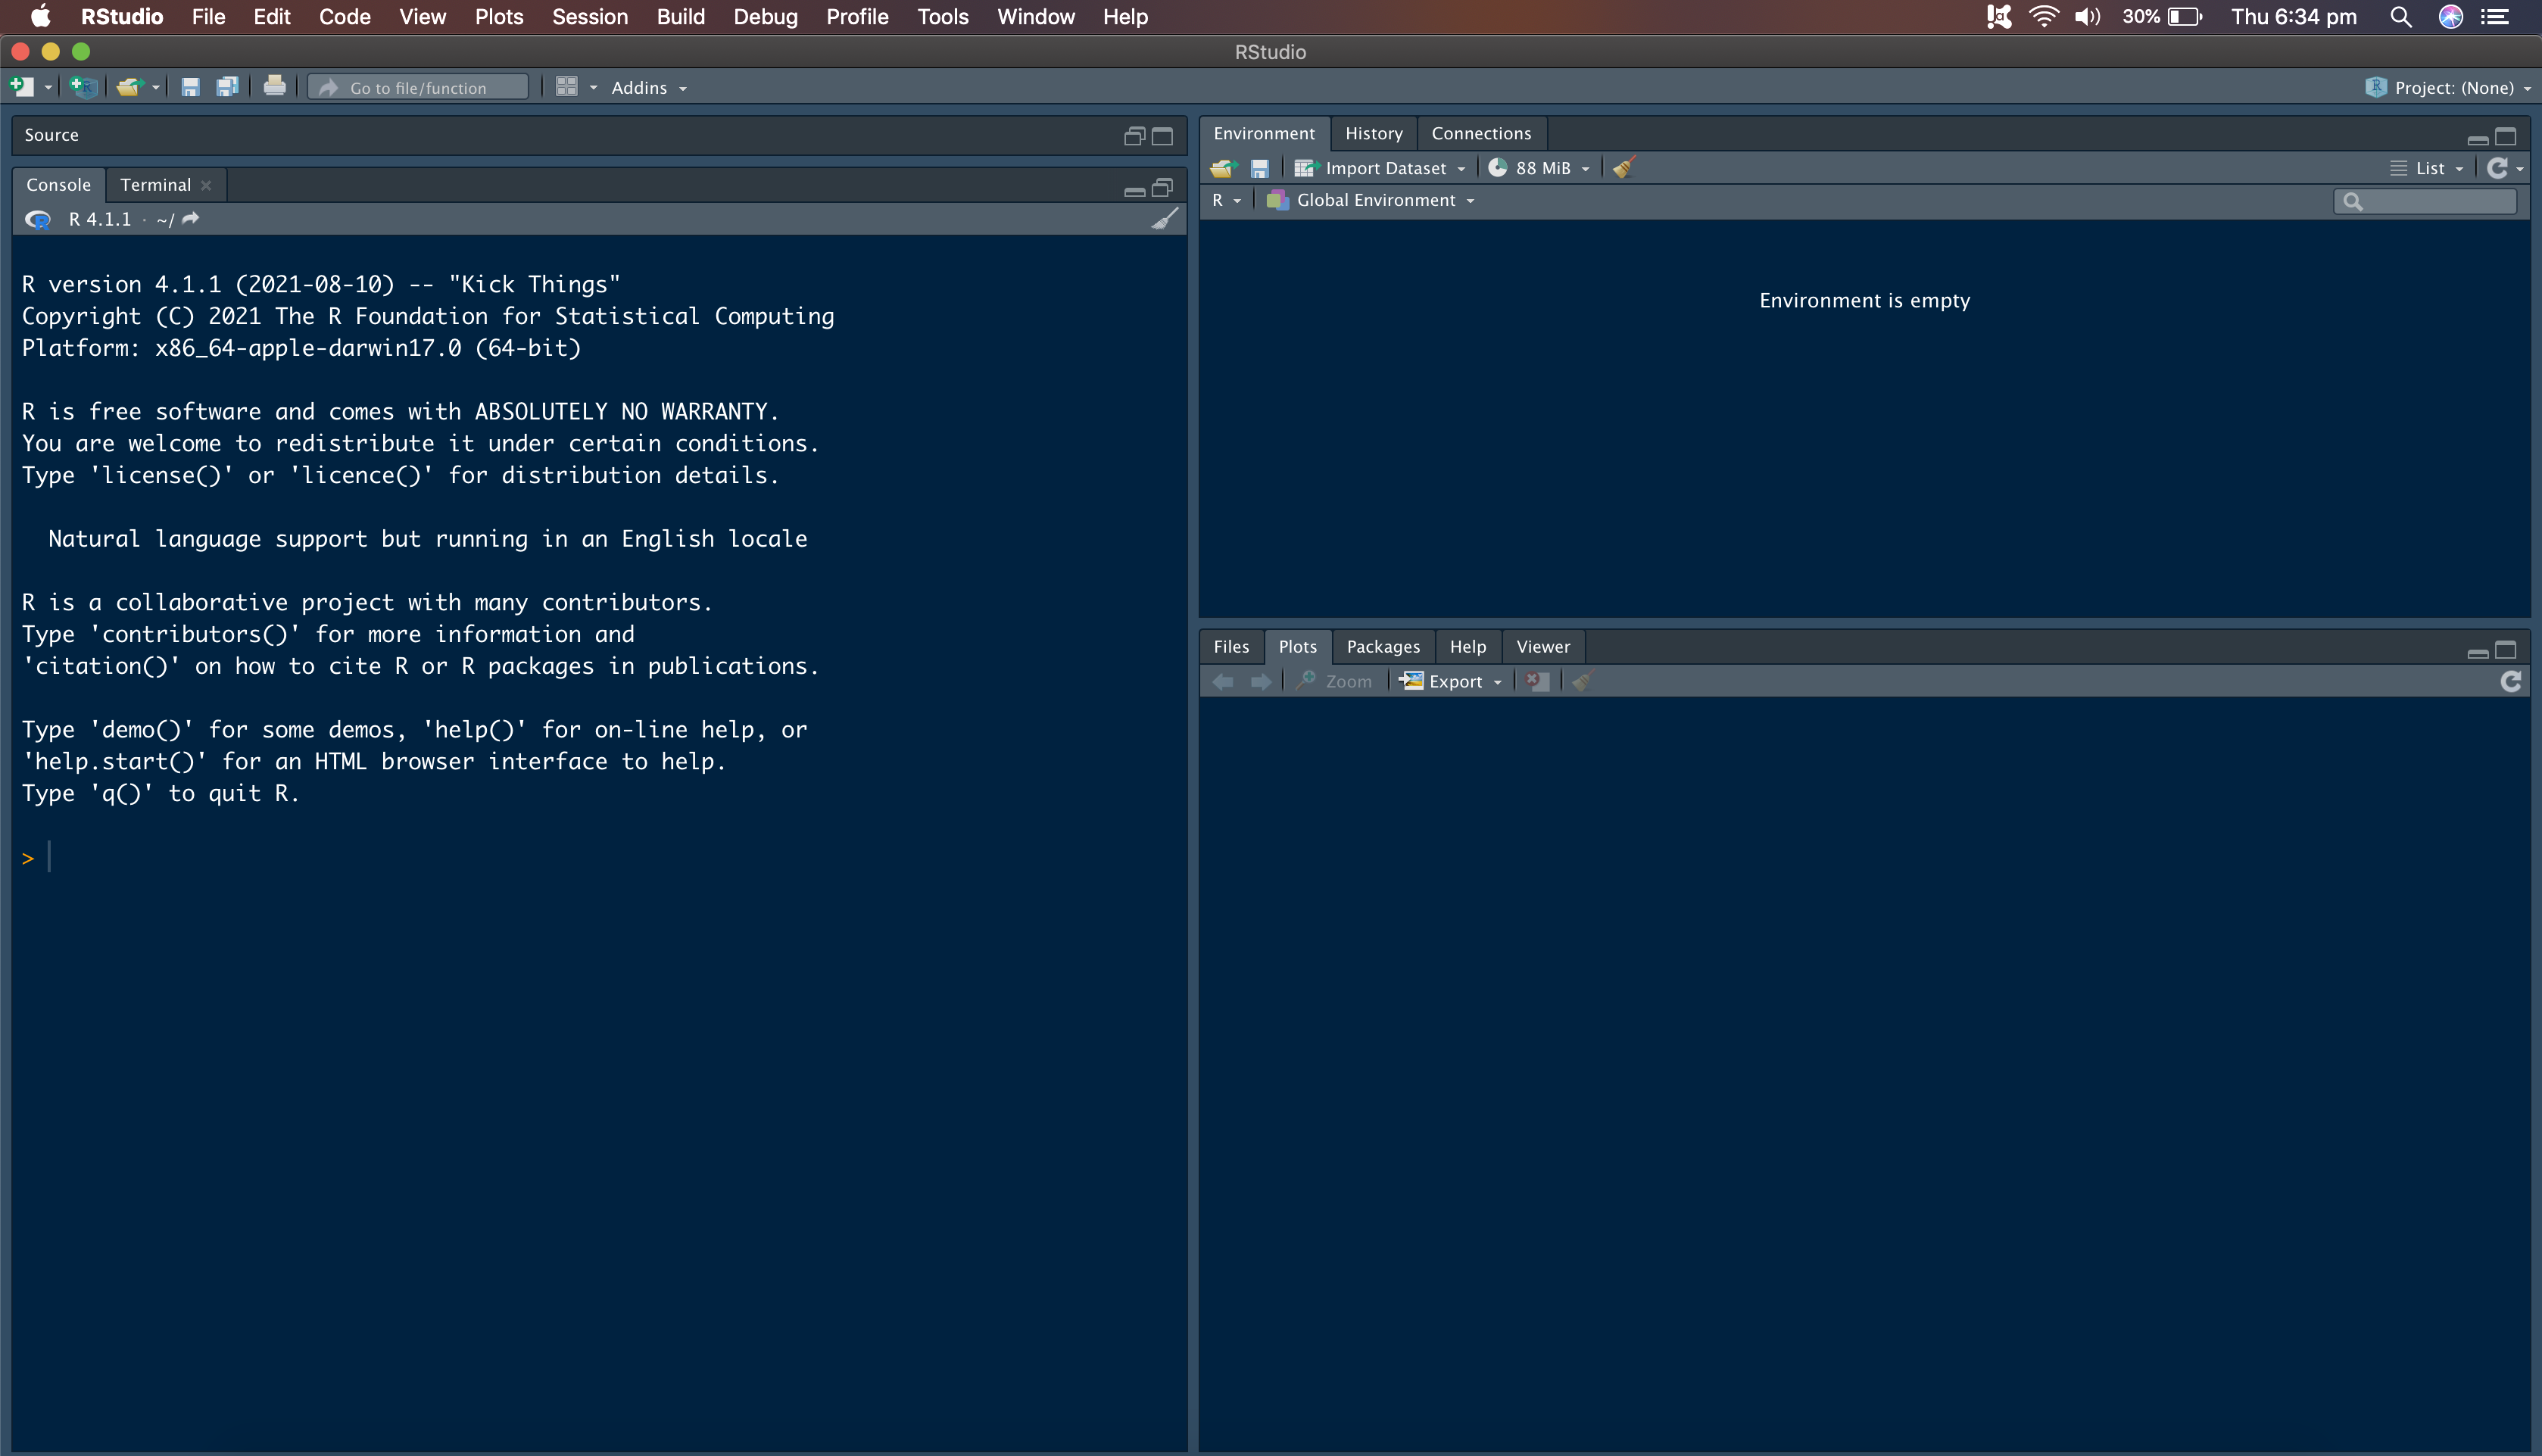 RStudio File Edit Code View Plots Session Build Debug Profile Tools Window Help 30% Thu 6:34 pm
RStudio
Go to file/function Addins Project: (None)
Source
Console Terminal
R 4.1.1 · ~/
R version 4.1.1 (2021-08-10) -- "Kick Things"
Copyright (C) 2021 The R Foundation for Statistical Computing
Platform: x86_64-apple-darwin17.0 (64-bit)
R is free software and comes with ABSOLUTELY NO WARRANTY.
You are welcome to redistribute it under certain conditions.
Type 'license()' or 'licence()' for distribution details.
Natural language support but running in an English locale
R is a collaborative project with many contributors.
Type 'contributors()' for more information and
'citation()' on how to cite R or R packages in publications.
Type 'demo()' for some demos, 'help()' for on-line help, or
'help.start()' for an HTML browser interface to help.
Type 'q()' to quit R.
>
Environment History Connections
Import Dataset 88 MiB List
R Global Environment
Environment is empty
Files Plots Packages Help Viewer
Zoom Export